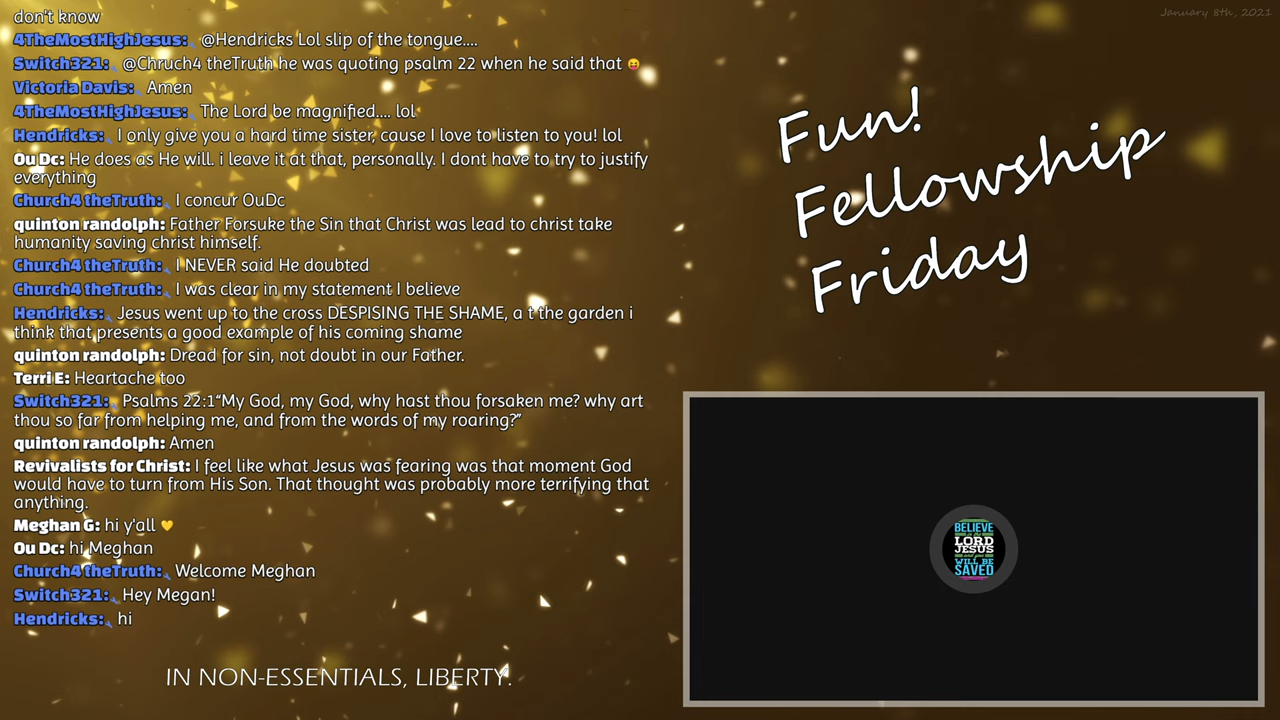 don't know
4TheMostHighJesus: @Hendricks Lol slip of the tongue....
Switch321: @Chruch4 theTruth he was quoting psalm 22 when he said that 😝
Victoria Davis: Amen
4TheMostHighJesus: The Lord be magnified.... lol
Hendricks: I only give you a hard time sister, cause I love to listen to you! lol
Ou Dc: He does as He will. i leave it at that, personally. I dont have to try to justify
everything
Church4 theTruth: I concur OuDc
quinton randolph: Father Forsuke the Sin that Christ was lead to christ take
humanity saving christ himself.
Church4 theTruth: I NEVER said He doubted
Church4 theTruth: I was clear in my statement I believe
Hendricks: Jesus went up to the cross DESPISING THE SHAME, a t the garden i
think that presents a good example of his coming shame
quinton randolph: Dread for sin, not doubt in our Father.
Terri E: Heartache too
Switch321: Psalms 22:1“My God, my God, why hast thou forsaken me? why art
thou so far from helping me, and from the words of my roaring?”
quinton randolph: Amen
Revivalists for Christ: I feel like what Jesus was fearing was that moment God
would have to turn from His Son. That thought was probably more terrifying that
anything.
Meghan G: hi y'all 💛
Ou Dc: hi Meghan
Church4 theTruth: Welcome Meghan
Switch321: Hey Megan!
Hendricks: hi
IN NON-ESSENTIALS, LIBERTY.
January 8th, 2021
Fun!
Fellowship
Friday
BELIEVE
LORD
JESUS
WILL BE
SAVED